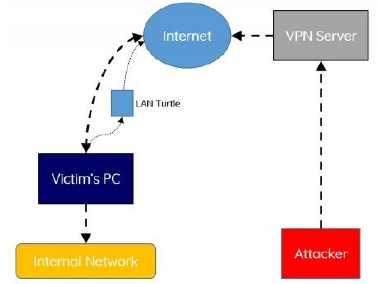 Internet
VPN Server
LAN Turtle
Victim's PC
Attacker
Internal Network